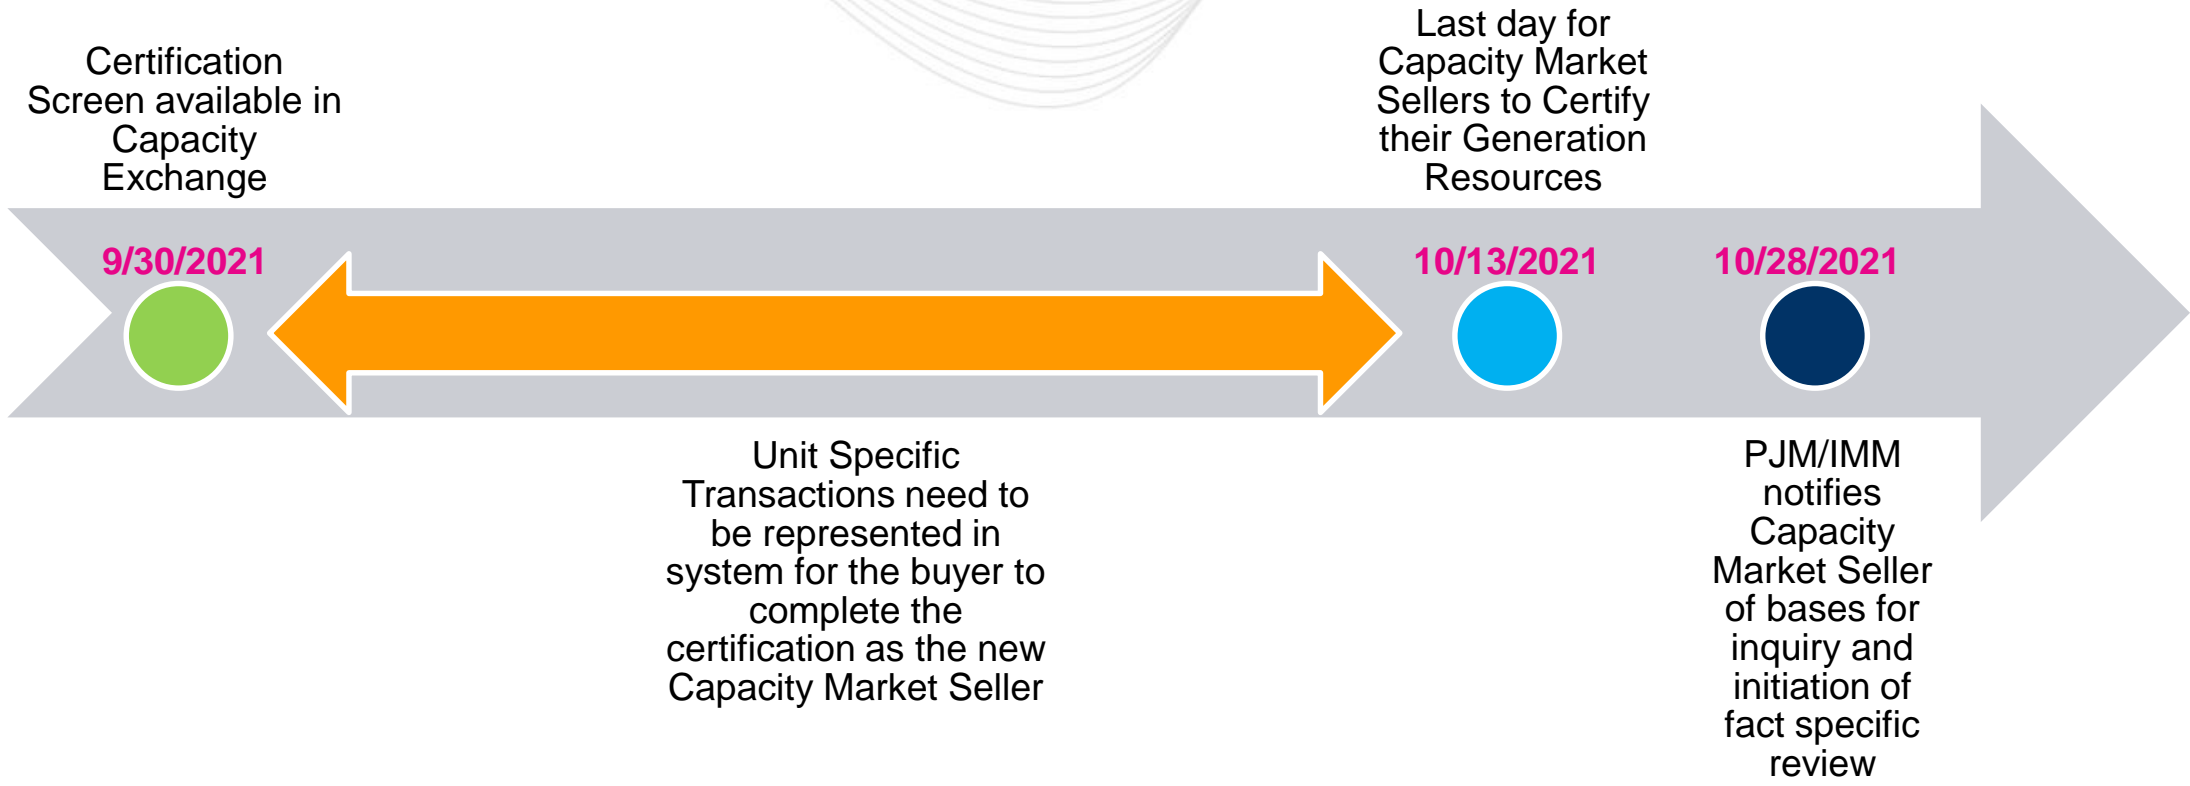 Certification
Screen available in
Capacity
Exchange
Last day for
Capacity Market
Sellers to Certify
their Generation
Resources
9/30/2021
10/13/2021
10/28/2021
Unit Specific
Transactions need to
be represented in
system for the buyer to
complete the
certification as the new
Capacity Market Seller
PJM/IMM
notifies
Capacity
Market Seller
of bases for
inquiry and
initiation of
fact specific
review